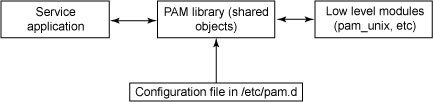 Service
application
PAM library (shared
objects)
Low level modules
(pam_unix, etc)
Configuration file in /etc/pam.d